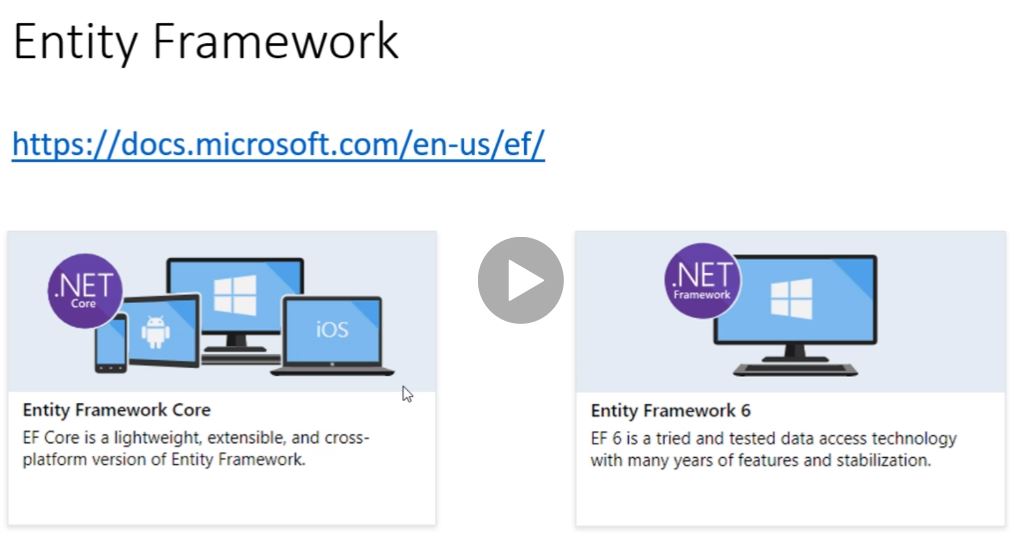 Entity Framework
https://docs.microsoft.com/en-us/ef/
.NET
Core
iOS
.NET
Framework
Entity Framework Core
EF Core is a lightweight, extensible, and cross-
platform version of Entity Framework.
Entity Framework 6
EF 6 is a tried and tested data access technology
with many years of features and stabilization.